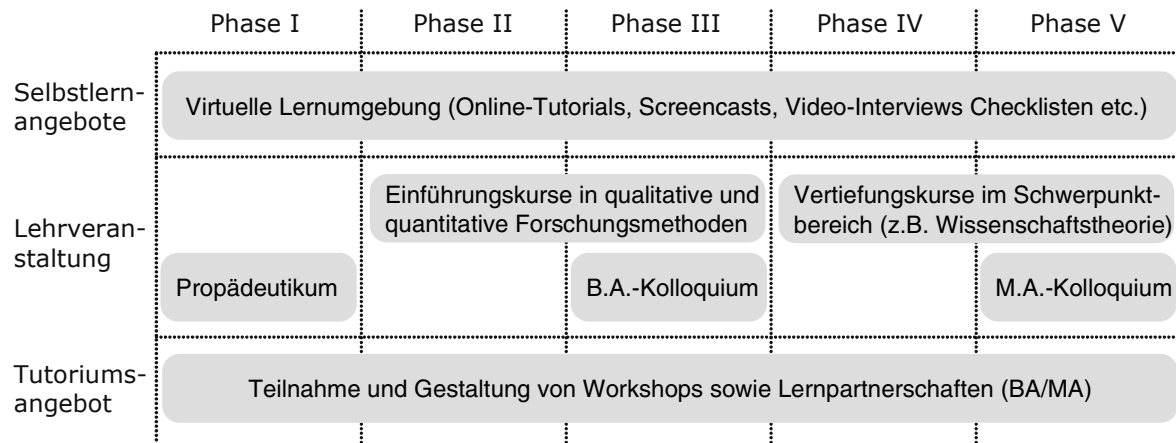 Phase I Phase II Phase III Phase IV Phase V
Selbstlern-
angebote
Virtuelle Lernumgebung (Online-Tutorials, Screencasts, Video-Interviews Checklisten etc.)
Lehrveran-
staltung
Einführungskurse in qualitative und
quantitative Forschungsmethoden
Vertiefungskurse im Schwerpunkt-
bereich (z.B. Wissenschaftstheorie)
Propädeutikum
B.A.-Kolloquium
M.A.-Kolloquium
Tutoriums-
angebot
Teilnahme und Gestaltung von Workshops sowie Lernpartnerschaften (BA/MA)